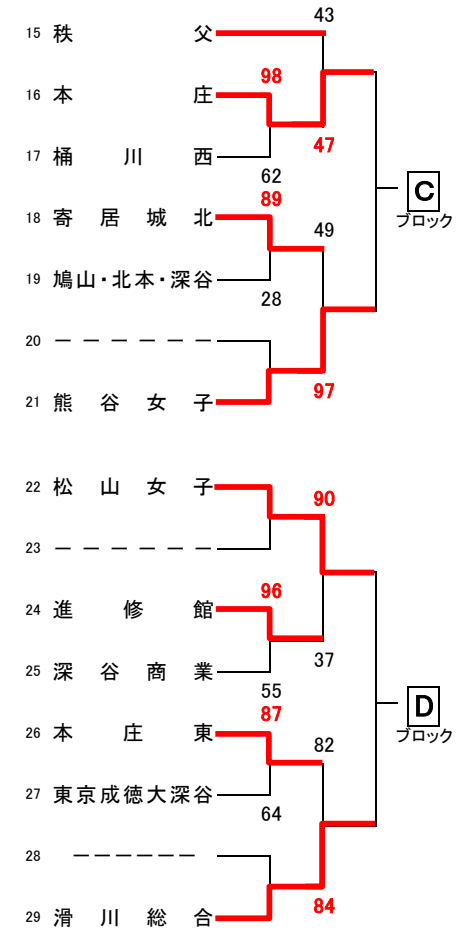 43
15 秩父
98
16 本庄
47
17 桶川西
62
C
ブロック
89
18 寄居城北
49
19 鳩山・北本・深谷
28
20 ーーーーーーー
97
21 熊谷女子
22 松山女子
90
23 ーーーーーーー
96
24 進修館
37
25 深谷商業
55
D
ブロック
87
26 本庄東
82
27 東京成徳大深谷
64
28 ーーーーーー
84
29 滑川総合